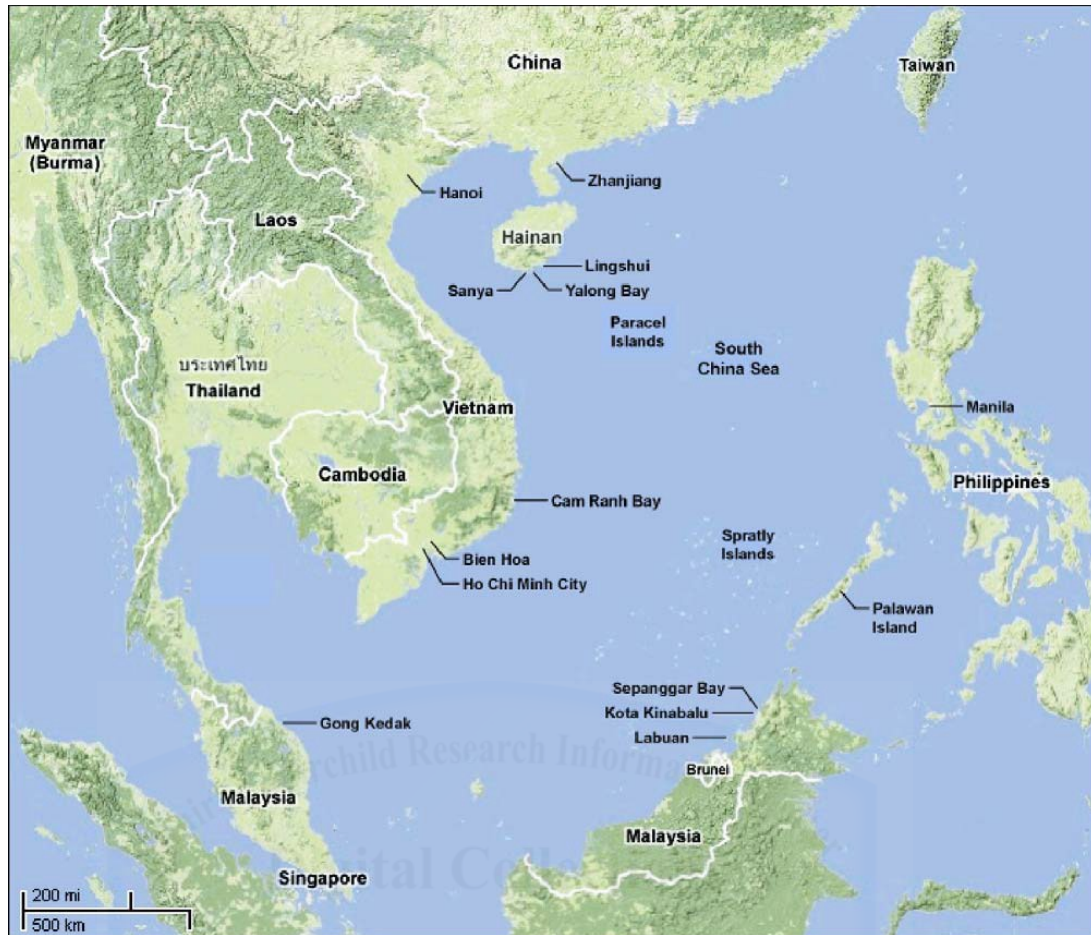 China
Taiwan
Myanmar
(Burma)
Zhanjiang
Hanoi
Laos
Hainan
Lingshui
Sanya
Yalong Bay
Paracel
Islands
South
China Sea
ประเทศไทย
Thailand
Vietnam
Manila
Cambodia
Philippines
Cam Ranh Bay
Spratly
Islands
Bien Hoa
Ho Chi Minh City
Palawan
Island
Sepanggar Bay
Kota Kinabalu
Gong Kedak
Labuan
Brunei
Malaysia
Malaysia
Singapore
200 mi
500 km